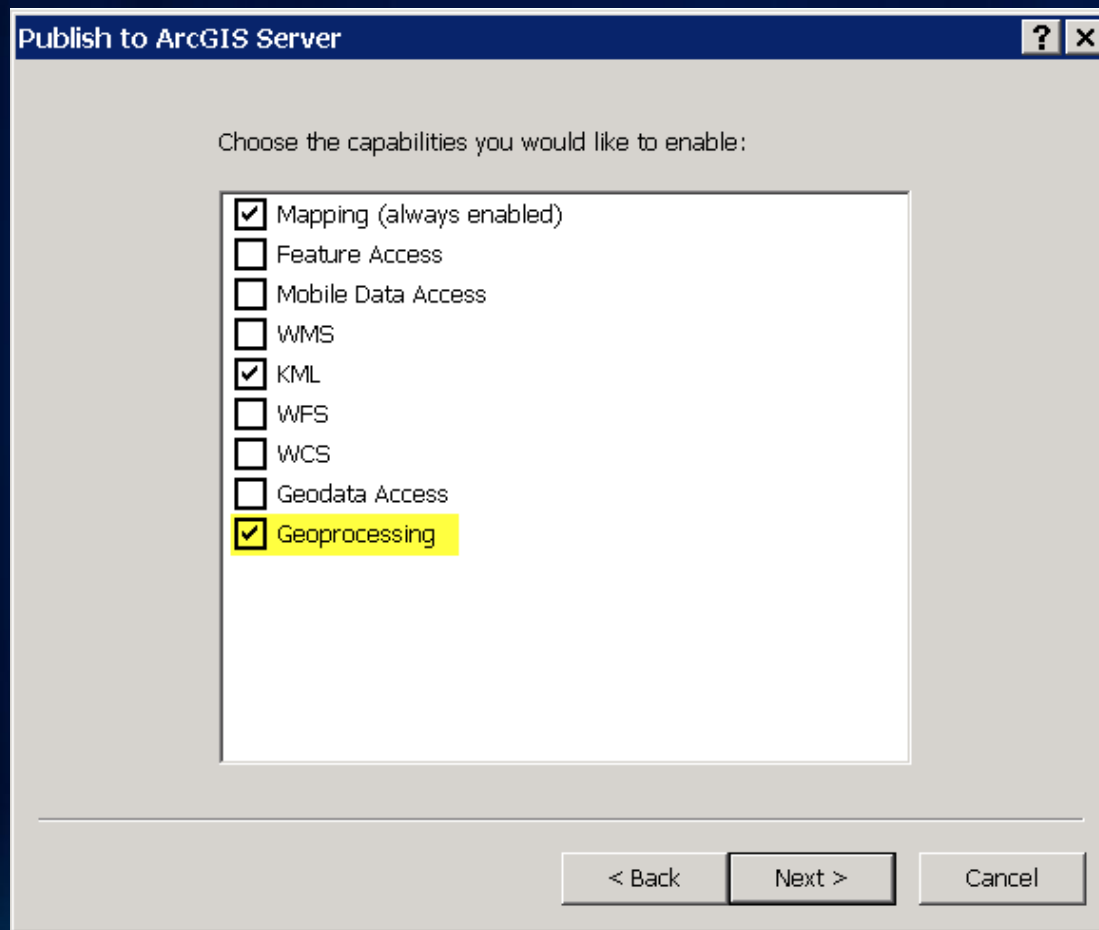 Publish to ArcGIS Server
Choose the capabilities you would like to enable:
Mapping (always enabled)
Feature Access
Mobile Data Access
WMS
KML
WFS
WCS
Geodata Access
Geoprocessing
< Back Next > Cancel